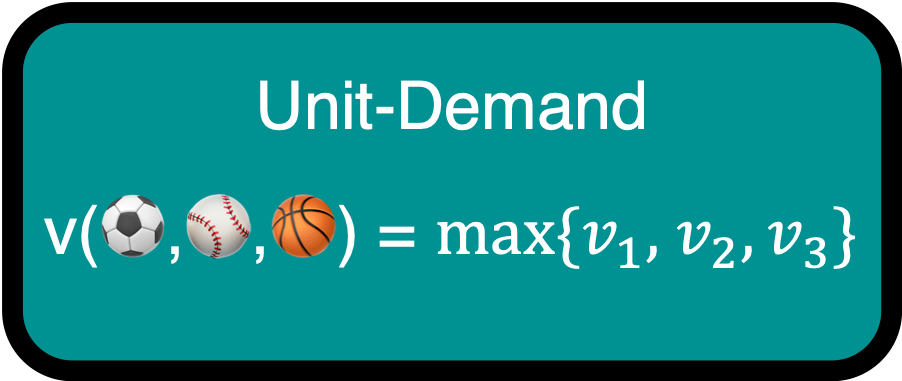 Unit-Demand
v(⚽,⚾,🏀) = max{𝑣₁, 𝑣₂, 𝑣₃}